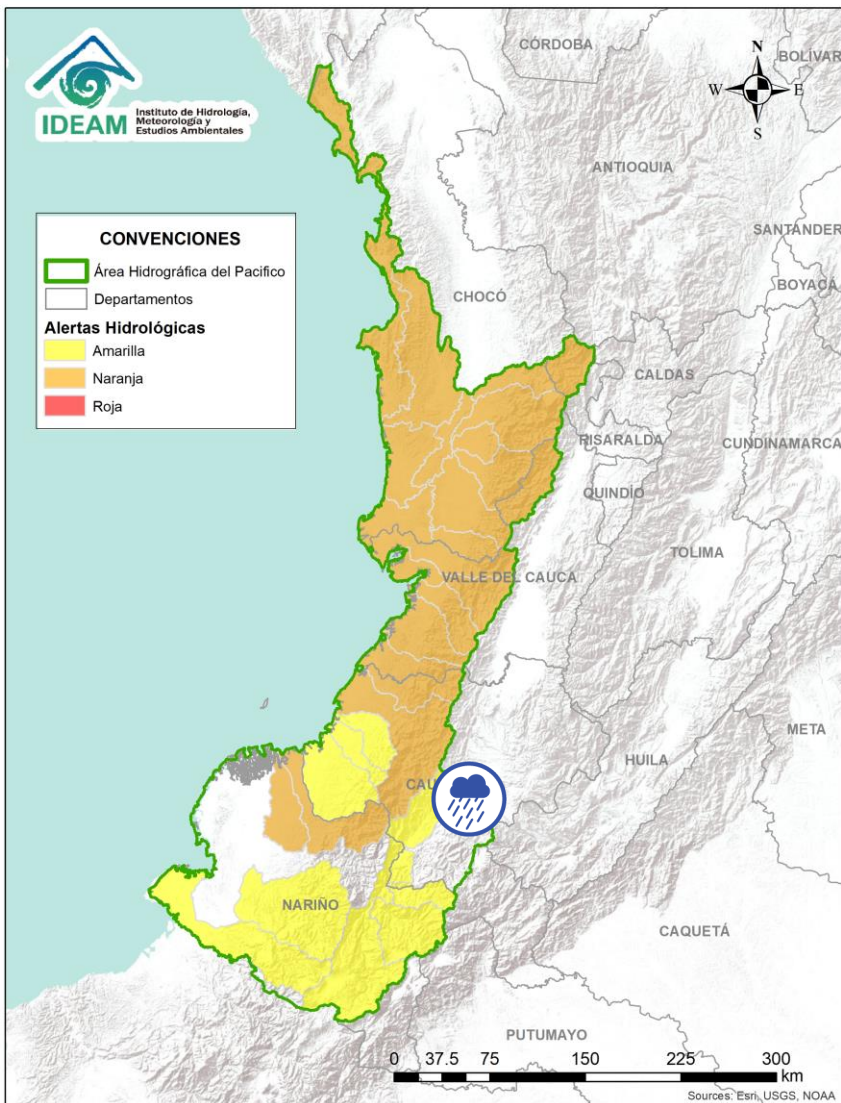 IDEAM
Instituto de Hidrología,
Meteorología y
Estudios Ambientales
CÓRDOBA
BOLÍVAR
N
W E
S
ANTIOQUIA
SANTANDER
CONVENCIONES
Área Hidrográfica del Pacifico
Departamentos
Alertas Hidrológicas
Amarilla
Naranja
Roja
BOYACÁ
CHOCÓ
CALDAS
RISARALDA
CUNDINAMARCA
QUINDÍO
TOLIMA
VALLE DEL CAUCA
META
HUILA
CAU
NARIÑO
CAQUETÁ
PUTUMAYO
0 37.5 75 150 225 300
km
Sources: Esri, USGS, NOAA